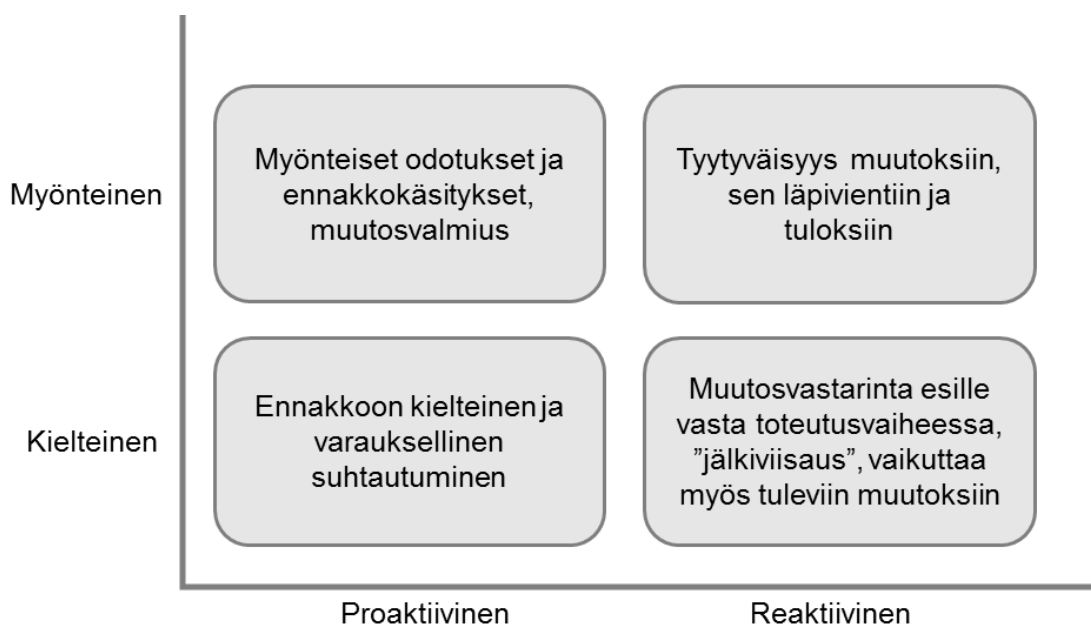 Myönteinen
Myönteiset odotukset ja
ennakkokäsitykset,
muutosvalmius
Tyytyväisyys muutoksiin,
sen läpivientiin ja
tuloksiin
Kielteinen
Ennakkoon kielteinen ja
varauksellinen
suhtautuminen
Muutosvastarinta esille
vasta toteutusvaiheessa,
”jälkiviisaus”, vaikuttaa
myös tuleviin muutoksiin
Proaktiivinen
Reaktiivinen